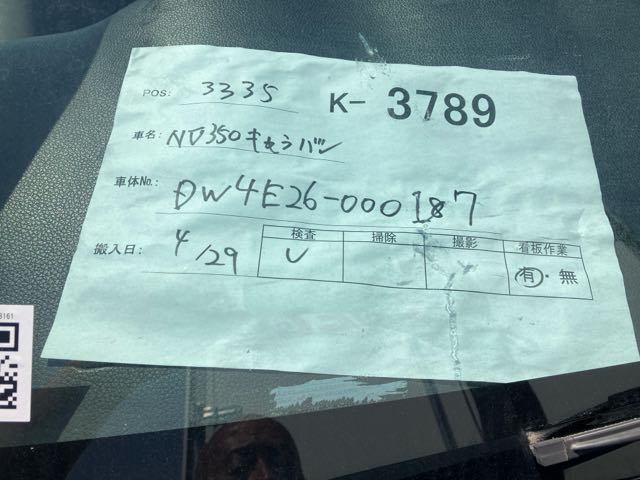 POS: 3335 K-3789
車名: NV350キャラバン
車体No.: DW4E26-000187
搬入日: 4/29
検査 掃除 撮影 看板作業
レ 有・無
3161